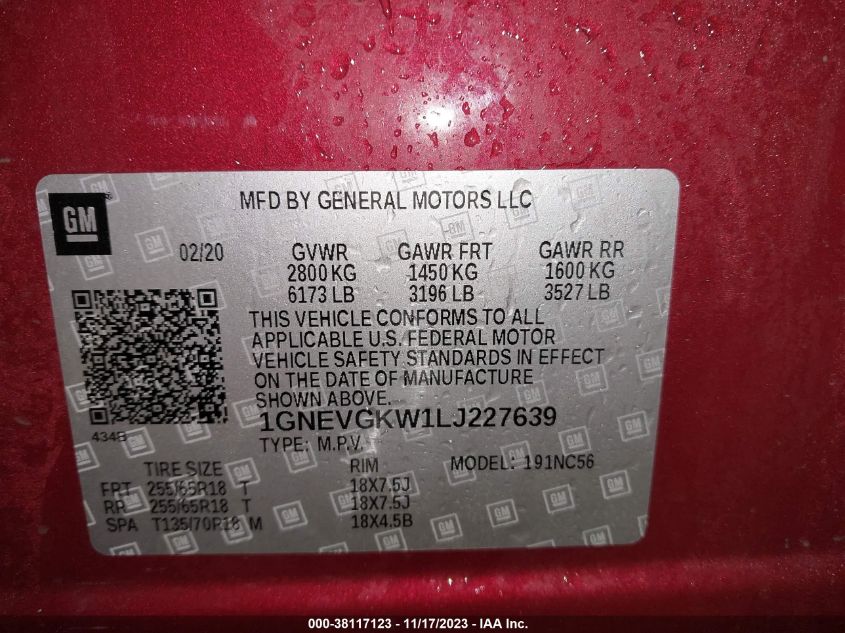 GM
MFD BY GENERAL MOTORS LLC
02/20 GVWR GAWR FRT GAWR RR
2800 KG 1450 KG 1600 KG
6173 LB 3196 LB 3527 LB
THIS VEHICLE CONFORMS TO ALL
APPLICABLE U.S. FEDERAL MOTOR
VEHICLE SAFETY STANDARDS IN EFFECT
ON THE DATE OF MANUFACTURE
SHOWN ABOVE.
434B 1GNEVGKW1LJ227639
TYPE: M.P.V.
TIRE SIZE RIM MODEL: 191NC56
FRT 255/65R18 T 18X7.5J
RR 255/65R18 T 18X7.5J
SPA T135/70R18 M 18X4.5B
000-38117123 - 11/17/2023 - IAA Inc.